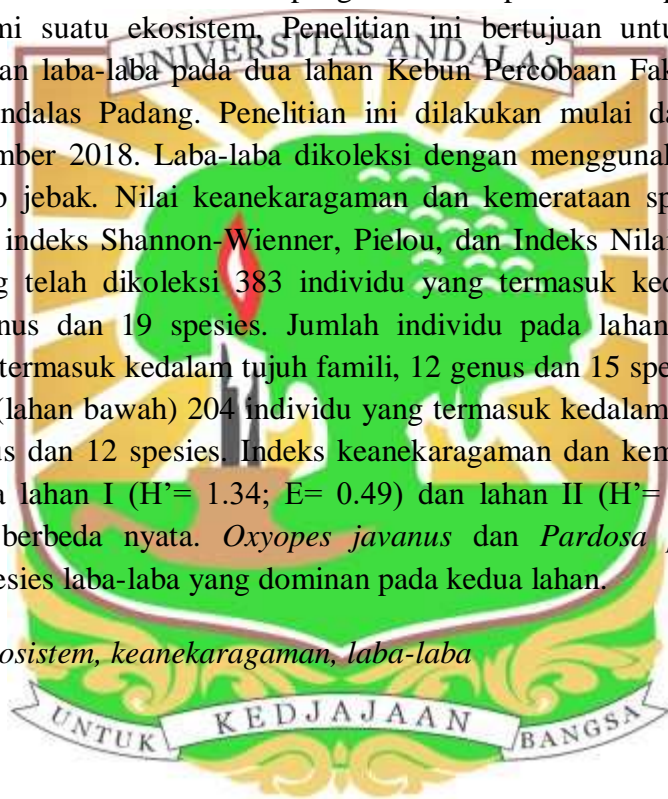 mi suatu ekosistem. Penelitian ini bertujuan untu
UNIVERSITAS ANDALAS
an laba-laba pada dua lahan Kebun Percobaan Fak
ndalas Padang. Penelitian ini dilakukan mulai da
mber 2018. Laba-laba dikoleksi dengan menggunal
p jebak. Nilai keanekaragaman dan kemerataan sp
indeks Shannon-Wienner, Pielou, dan Indeks Nilai
g telah dikoleksi 383 individu yang termasuk ked
nus dan 19 spesies. Jumlah individu pada lahan
termasuk kedalam tujuh famili, 12 genus dan 15 spe
(lahan bawah) 204 individu yang termasuk kedalam
us dan 12 spesies. Indeks keanekaragaman dan kem
a lahan I (H’= 1.34; E= 0.49) dan lahan II (H’=
berbeda nyata. Oxyopes javanus dan Pardosa p
esies laba-laba yang dominan pada kedua lahan.
osistem, keanekaragaman, laba-laba
UNTUK KEDJAJAAN BANGSA